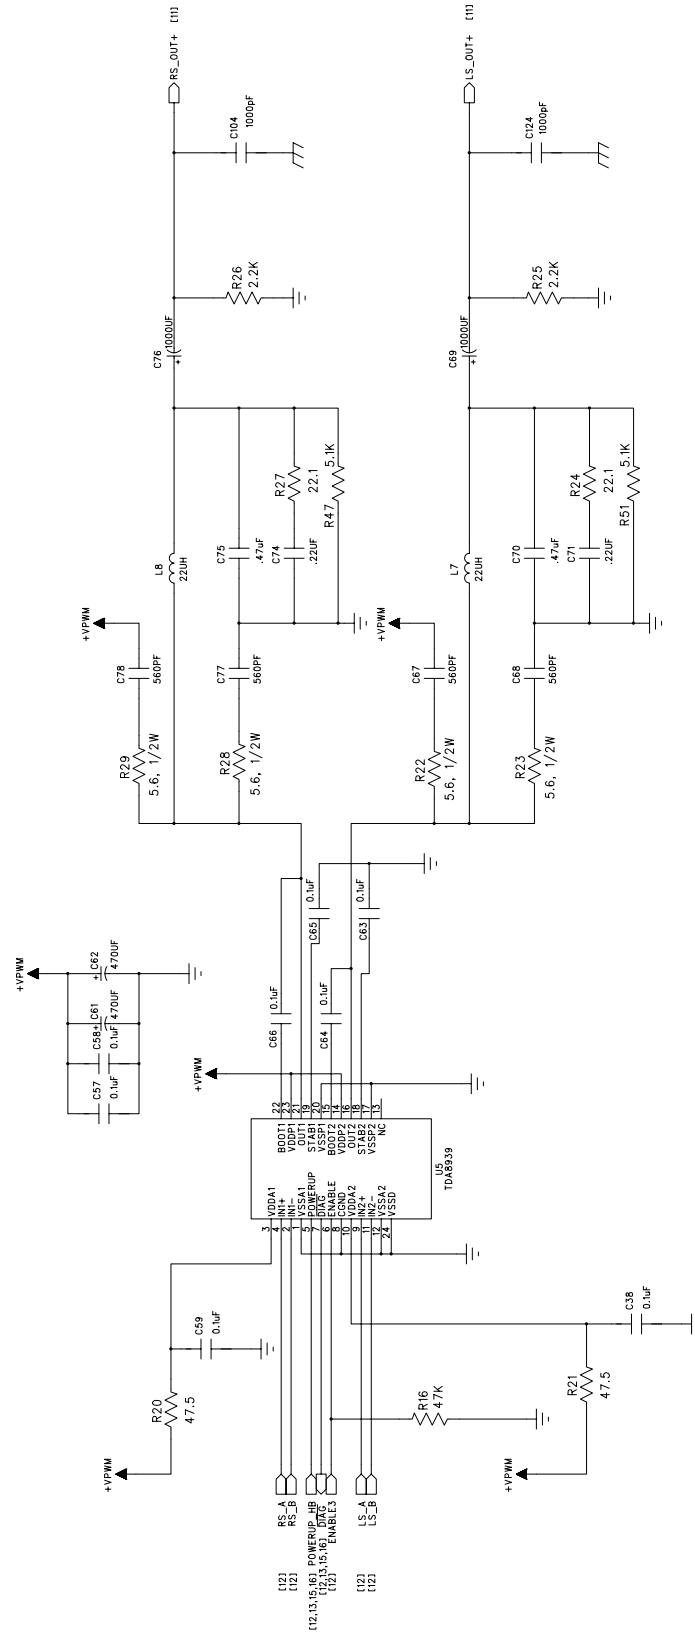 RS_OUT+ [11]
LS_OUT+ [11]
C104
1000pF
C124
1000pF
R26
2.2K
R25
2.2K
C76
1000UF
+
C69
1000UF
+
R27
22.1
R47
5.1K
R24
22.1
R51
5.1K
L8
22UH
C75
.47uF
C74
.22UF
L7
22UH
C70
.47uF
C71
.22UF
+VPWM
C78
560PF
C77
560PF
+VPWM
C67
560PF
C68
560PF
R29
5.6, 1/2W
R28
5.6, 1/2W
R22
5.6, 1/2W
R23
5.6, 1/2W
+VPWM
C62
+
470UF
C61
+
470UF
C58
0.1uF
C57
0.1uF
C65
0.1uF
C63
0.1uF
C66
0.1uF
C64
0.1uF
+VPWM
BOOT1 22
VDDP1 23
OUT1 21
STAB1 19
VSSP1 20
BOOT2 15
VDDP2 14
OUT2 16
STAB2 18
VSSP2 17
NC 13
U5
TDA8939
3 VDDA1
4 IN1+
2 IN1-
1 VSSA1
5 POWERUP
7 DIAG
6 ENABLE
8 CGND
10 VDDA2
9 IN2+
11 IN2-
12 VSSA2
24 VSSD
C59
0.1uF
R20
47.5
+VPWM
R16
47K
C38
0.1uF
R21
47.5
+VPWM
[12] RS_A
[12] RS_B
[12,13,15,16] POWERUP_HB
[12,13,15,16] DIAG
[12] ENABLE3
[12] LS_A
[12] LS_B